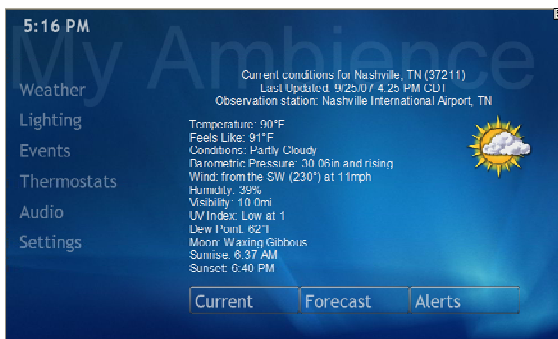 5:16 PM
My Ambience
Weather
Lighting
Events
Thermostats
Audio
Settings
Current conditions for Nashville, TN (37211)
Last Updated: 9/25/07 4:25 PM CDT
Observation station: Nashville International Airport, TN
Temperature: 90°F
Feels Like: 91°F
Conditions: Partly Cloudy
Barometric Pressure: 30.06in and rising
Wind: from the SW (230°) at 11mph
Humidity: 39%
Visibility: 10.0mi
UV Index: Low at 1
Dew Point: 62°F
Moon: Waxing Gibbous
Sunrise: 6:37 AM
Sunset: 6:40 PM
Current Forecast Alerts